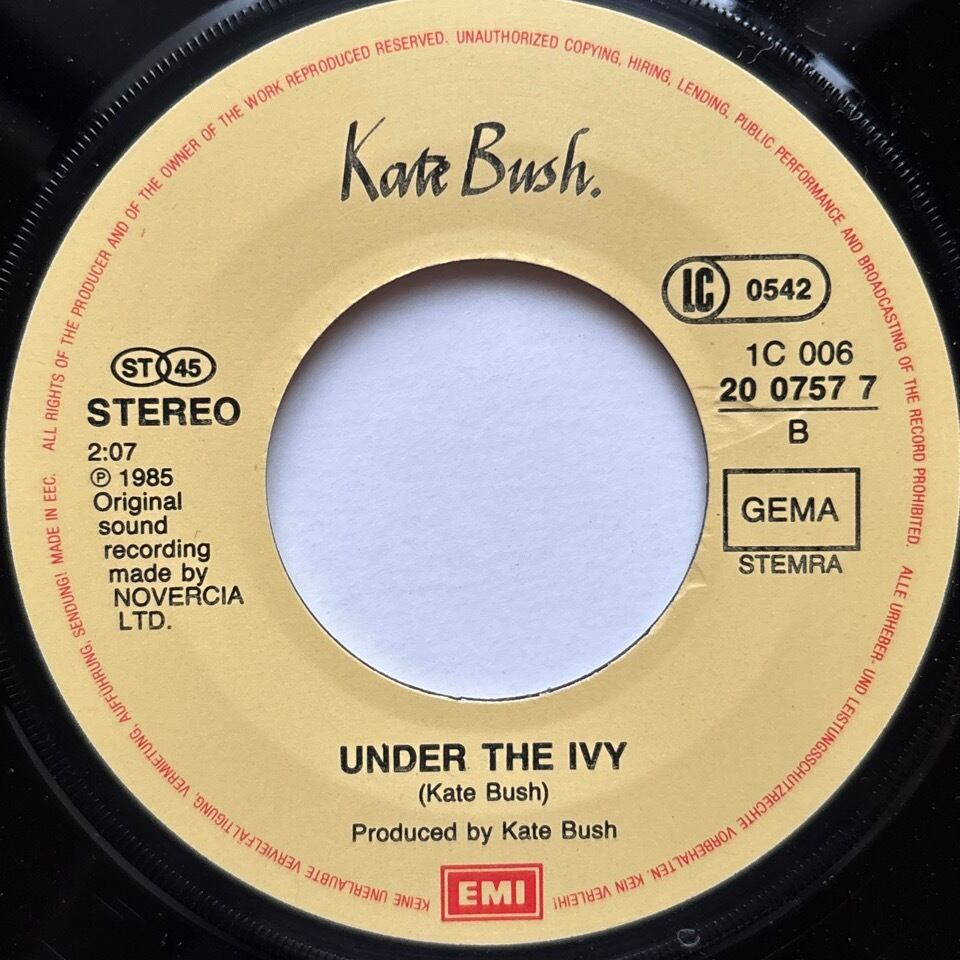 ALL RIGHTS OF THE PRODUCER AND OF THE OWNER OF THE WORK REPRODUCED RESERVED. UNAUTHORIZED COPYING, HIRING, LENDING, PUBLIC PERFORMANCE AND BROADCASTING OF THE RECORD PROHIBITED.
ALLE URHEBER- UND LEISTUNGSSCHUTZRECHTE VORBEHALTEN. KEIN VERLEIH! KEINE UNERLAUBTE VERVIELFÄLTIGUNG, VERMIETUNG, AUFFÜHRUNG, SENDUNG! MADE IN EEC.
Kate Bush.
LC 0542
1C 006
20 0757 7
B
GEMA
STEMRA
ST 45
STEREO
2:07
℗ 1985
Original
sound
recording
made by
NOVERCIA
LTD.
UNDER THE IVY
(Kate Bush)
Produced by Kate Bush
EMI